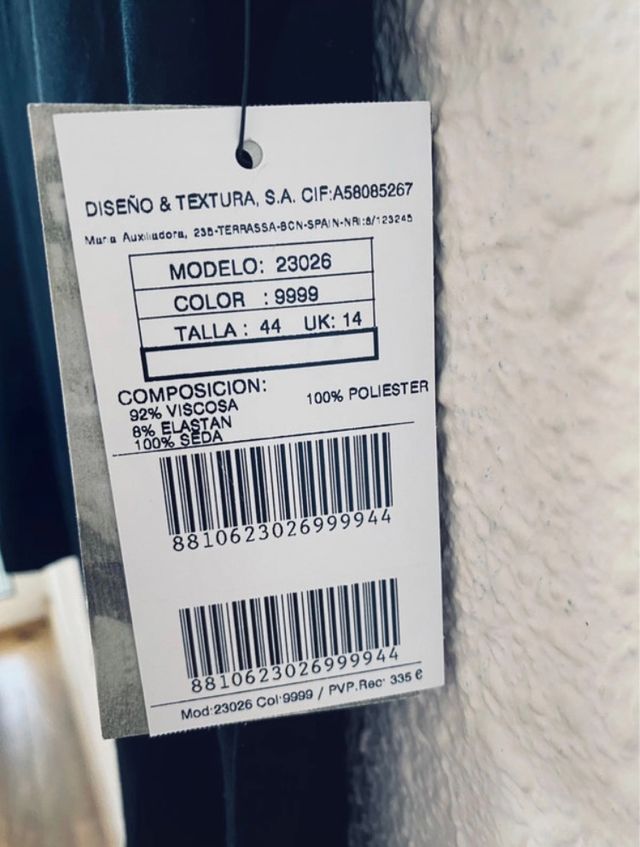 DISEÑO & TEXTURA, S.A. CIF:A58085267
Maria Auxiliadora, 235-TERRASSA-BCN-SPAIN-NRI:8/123245
MODELO: 23026
COLOR : 9999
TALLA : 44 UK: 14
COMPOSICION:
92% VISCOSA 100% POLIESTER
8% ELASTAN
100% SEDA
8810623026999944
8810623026999944
Mod:23026 Col:9999 / PVP.Rec: 335 €